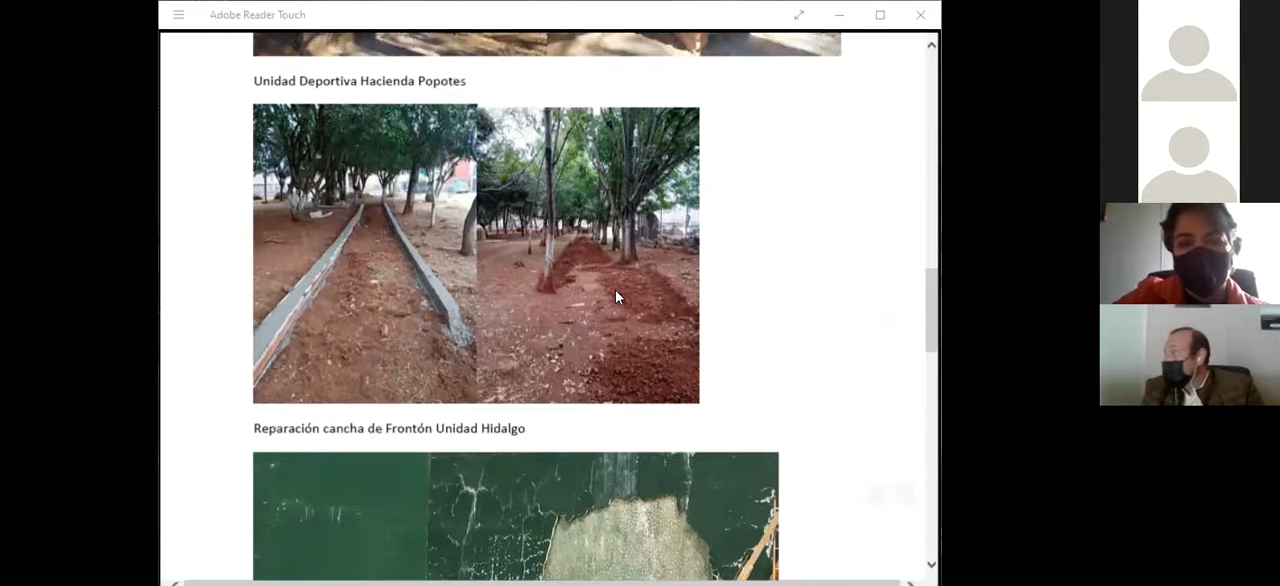 Adobe Reader Touch
Unidad Deportiva Hacienda Popotes
Reparación cancha de Frontón Unidad Hidalgo